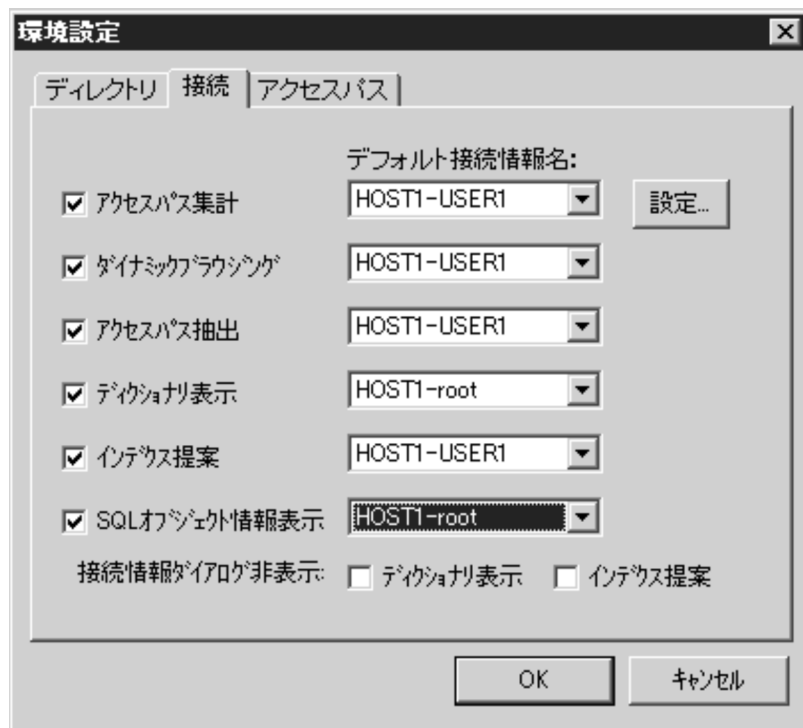 環境設定
ディレクトリ 接続 アクセスパス
デフォルト接続情報名:
アクセスパス集計 HOST1-USER1 設定...
ダイナミックブラウジング HOST1-USER1
アクセスパス抽出 HOST1-USER1
ディクショナリ表示 HOST1-root
インデクス提案 HOST1-USER1
SQLオブジェクト情報表示 HOST1-root
接続情報ダイアログ非表示: ディクショナリ表示 インデクス提案
OK キャンセル